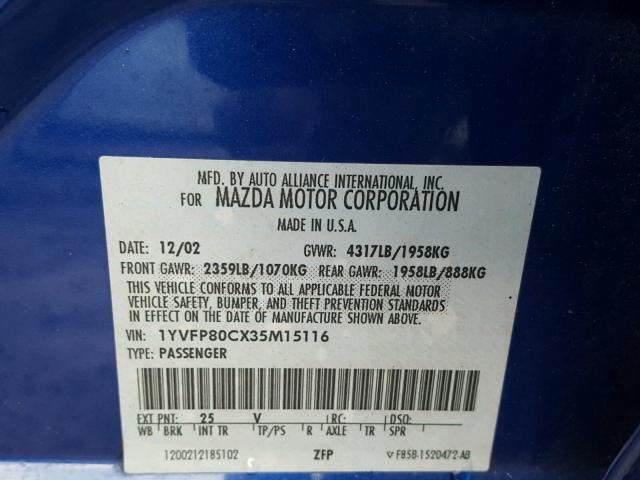 MFD. BY AUTO ALLIANCE INTERNATIONAL, INC.
FOR MAZDA MOTOR CORPORATION
MADE IN U.S.A.
DATE: 12/02 GVWR: 4317LB/1958KG
FRONT GAWR: 2359LB/1070KG REAR GAWR: 1958LB/888KG
THIS VEHICLE CONFORMS TO ALL APPLICABLE FEDERAL MOTOR
VEHICLE SAFETY, BUMPER, AND THEFT PREVENTION STANDARDS
IN EFFECT ON THE DATE OF MANUFACTURE SHOWN ABOVE.
VIN: 1YVFP80CX35M15116
TYPE: PASSENGER
EXT PNT: 25 V RC: DSO:
WB BRK INT TR TP/PS R AXLE TR SPR
1200212185102 ZFP F85B-1520472-AB